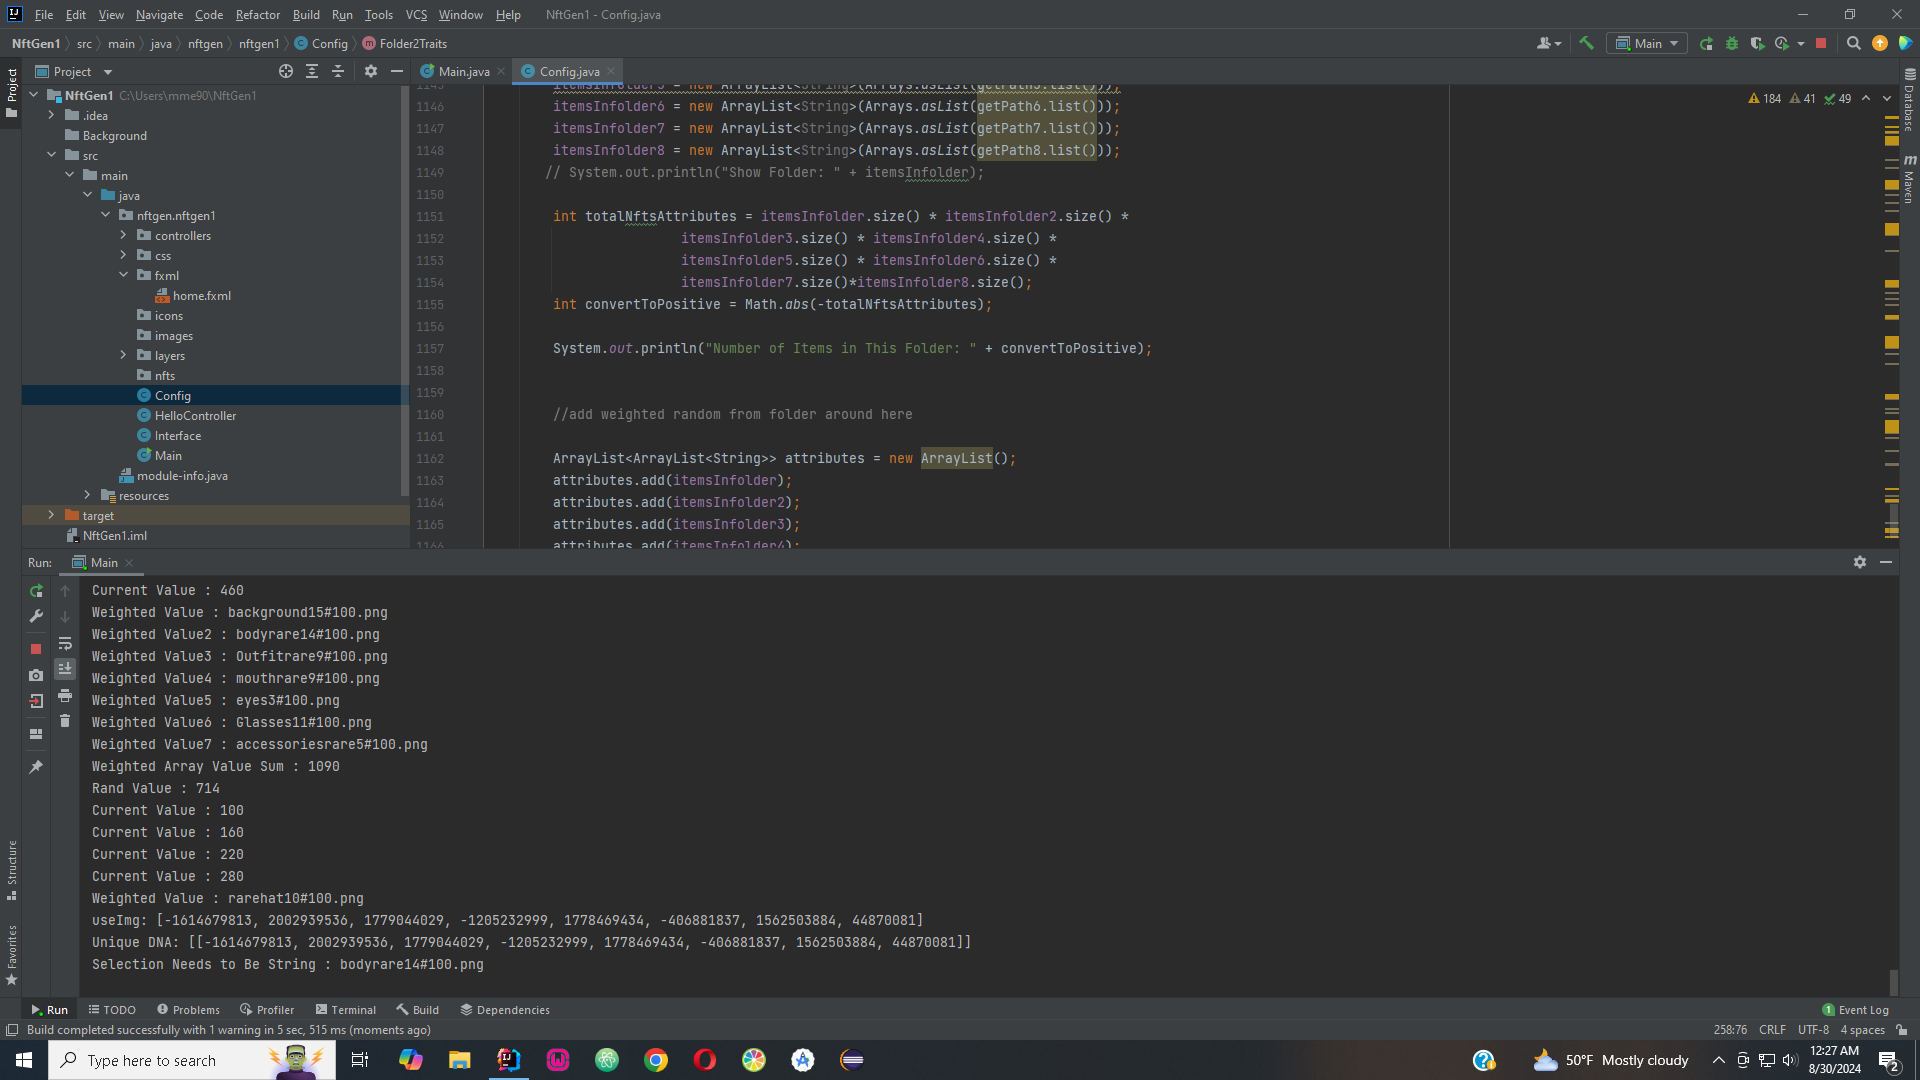 File Edit View Navigate Code Refactor Build Run Tools VCS Window Help NftGen1 - Config.java
NftGen1 src main java nftgen nftgen1 Config Folder2Traits Main
Project
Main.java Config.java
NftGen1 C:\Users\mme90\NftGen1
.idea
Background
src
main
java
nftgen.nftgen1
controllers
css
fxml
home.fxml
icons
images
layers
nfts
Config
HelloController
Interface
Main
module-info.java
resources
target
NftGen1.iml
Project
Structure
Favorites
Database
Maven
184 41 49
1145 itemsInfolder5 = new ArrayList<String>(Arrays.asList(getPath5.list()));
1146 itemsInfolder6 = new ArrayList<String>(Arrays.asList(getPath6.list()));
1147 itemsInfolder7 = new ArrayList<String>(Arrays.asList(getPath7.list()));
1148 itemsInfolder8 = new ArrayList<String>(Arrays.asList(getPath8.list()));
1149 // System.out.println("Show Folder: " + itemsInfolder);
1150
1151 int totalNftsAttributes = itemsInfolder.size() * itemsInfolder2.size() *
1152 itemsInfolder3.size() * itemsInfolder4.size() *
1153 itemsInfolder5.size() * itemsInfolder6.size() *
1154 itemsInfolder7.size()*itemsInfolder8.size();
1155 int convertToPositive = Math.abs(-totalNftsAttributes);
1156
1157 System.out.println("Number of Items in This Folder: " + convertToPositive);
1158
1159
1160 //add weighted random from folder around here
1161
1162 ArrayList<ArrayList<String>> attributes = new ArrayList();
1163 attributes.add(itemsInfolder);
1164 attributes.add(itemsInfolder2);
1165 attributes.add(itemsInfolder3);
1166 attributes.add(itemsInfolder4);
Run: Main
Current Value : 460
Weighted Value : background15#100.png
Weighted Value2 : bodyrare14#100.png
Weighted Value3 : Outfitrare9#100.png
Weighted Value4 : mouthrare9#100.png
Weighted Value5 : eyes3#100.png
Weighted Value6 : Glasses11#100.png
Weighted Value7 : accessoriesrare5#100.png
Weighted Array Value Sum : 1090
Rand Value : 714
Current Value : 100
Current Value : 160
Current Value : 220
Current Value : 280
Weighted Value : rarehat10#100.png
useImg: [-1614679813, 2002939536, 1779044029, -1205232999, 1778469434, -406881837, 1562503884, 44870081]
Unique DNA: [[-1614679813, 2002939536, 1779044029, -1205232999, 1778469434, -406881837, 1562503884, 44870081]]
Selection Needs to Be String : bodyrare14#100.png
Run TODO Problems Profiler Terminal Build Dependencies 1 Event Log
Build completed successfully with 1 warning in 5 sec, 515 ms (moments ago) 258:76 CRLF UTF-8 4 spaces
Type here to search 50°F Mostly cloudy 12:27 AM
8/30/2024 2